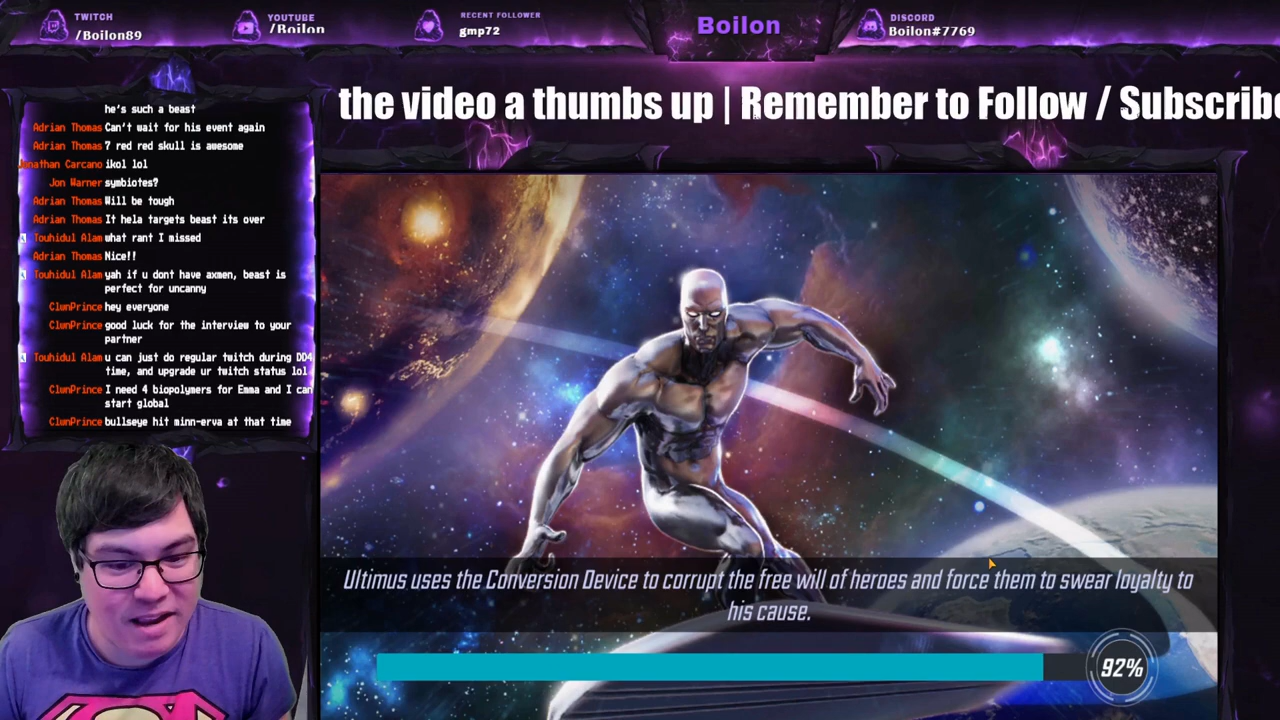 TWITCH
/Boilon89
YOUTUBE
/Boilon
RECENT FOLLOWER
gmp72
Boilon
DISCORD
Boilon#7769
the video a thumbs up | Remember to Follow / Subscribe
he's such a beast
Adrian Thomas Can't wait for his event again
Adrian Thomas 7 red red skull is awesome
Jonathan Carcano ikol lol
Jon Warner symbiotes?
Adrian Thomas Will be tough
Adrian Thomas It hela targets beast its over
Touhidul Alam what rant I missed
Adrian Thomas Nice!!
Touhidul Alam yah if u dont have axmen, beast is
perfect for uncanny
ClwnPrince hey everyone
ClwnPrince good luck for the interview to your
partner
Touhidul Alam u can just do regular twitch during DD4
time, and upgrade ur twitch status lol
ClwnPrince I need 4 biopolymers for Emma and I can
start global
ClwnPrince bullseye hit minn-erva at that time
Ultimus uses the Conversion Device to corrupt the free will of heroes and force them to swear loyalty to
his cause.
92%